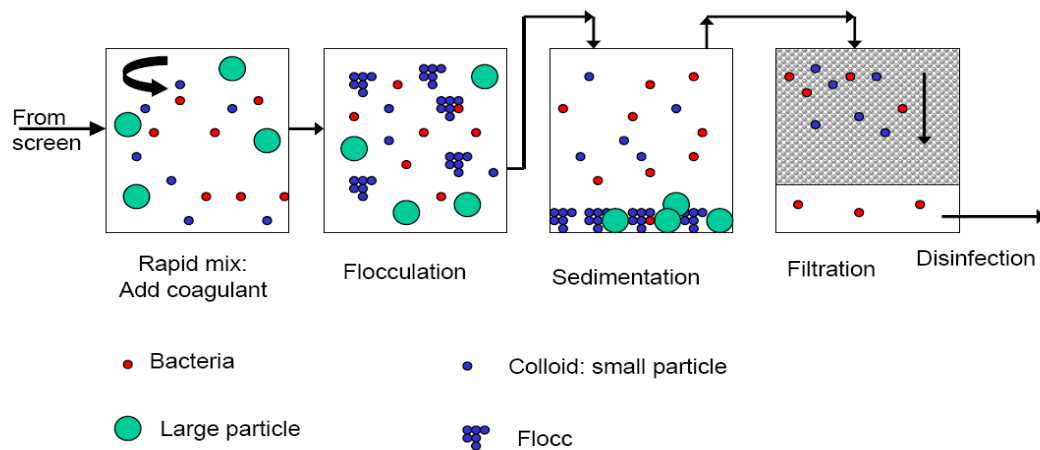 From
screen
Rapid mix:
Add coagulant
Flocculation
Sedimentation
Filtration
Disinfection
Bacteria
Colloid: small particle
Large particle
Flocc